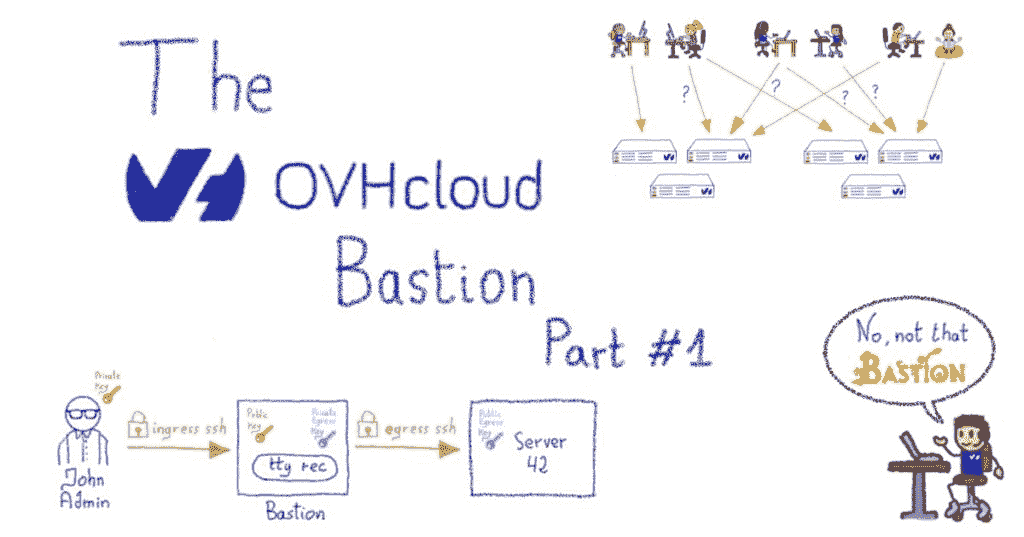 The
OVHcloud
Bastion
Part #1
?
?
?
?
No, not that
BASTION
Private
Key
ingress ssh
Public
Key
Private
Egress
Key
tty rec
egress ssh
Public
Egress
Key
Server
42
John
Admin
Bastion